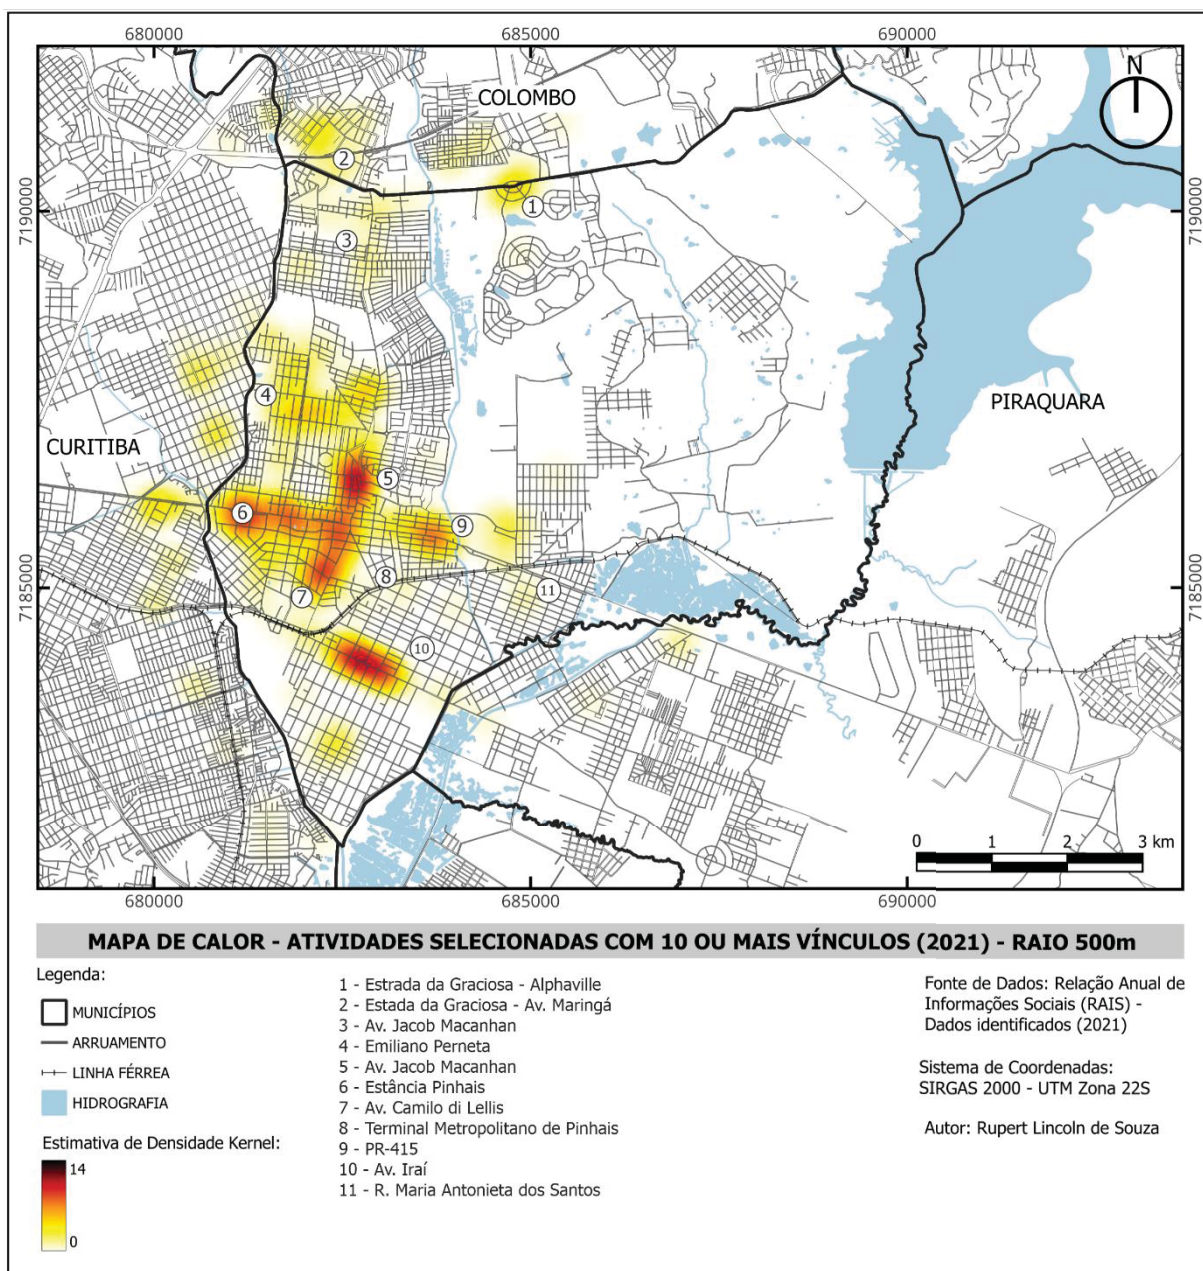 680000
685000
690000
N
COLOMBO
2
1
7190000
7190000
3
4
PIRAQUARA
CURITIBA
5
6
9
8
7185000
7185000
7
11
10
0 1 2 3 km
680000
685000
690000
MAPA DE CALOR - ATIVIDADES SELECIONADAS COM 10 OU MAIS VÍNCULOS (2021) - RAIO 500m
Legenda:
MUNICÍPIOS
ARRUAMENTO
LINHA FÉRREA
HIDROGRAFIA
Estimativa de Densidade Kernel:
14
0
1 - Estrada da Graciosa - Alphaville
2 - Estada da Graciosa - Av. Maringá
3 - Av. Jacob Macanhan
4 - Emiliano Perneta
5 - Av. Jacob Macanhan
6 - Estância Pinhais
7 - Av. Camilo di Lellis
8 - Terminal Metropolitano de Pinhais
9 - PR-415
10 - Av. Iraí
11 - R. Maria Antonieta dos Santos
Fonte de Dados: Relação Anual de
Informações Sociais (RAIS) -
Dados identificados (2021)
Sistema de Coordenadas:
SIRGAS 2000 - UTM Zona 22S
Autor: Rupert Lincoln de Souza